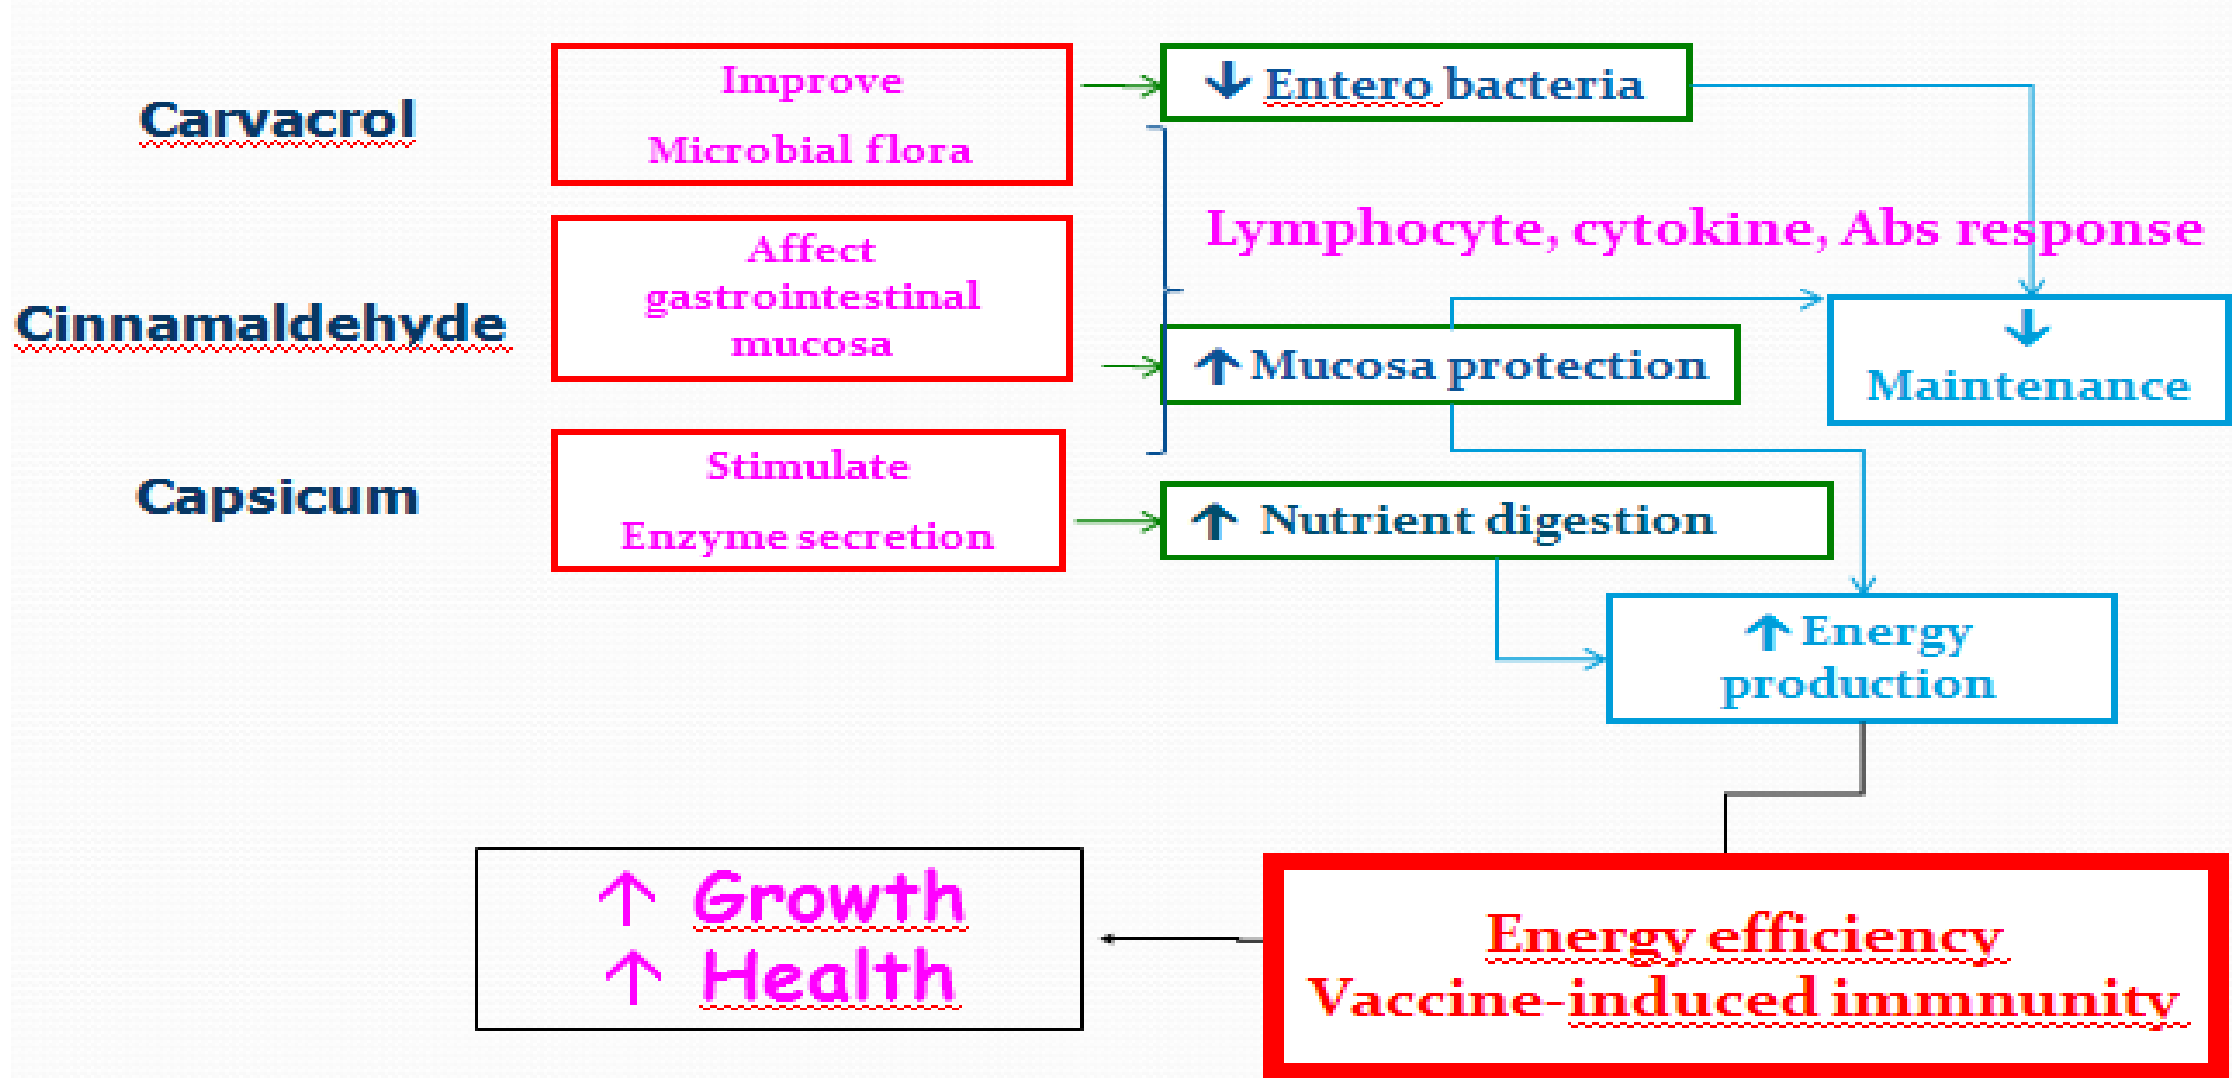 Carvacrol
Improve
Microbial flora
↓ Entero bacteria
Lymphocyte, cytokine, Abs response
Cinnamaldehyde
Affect
gastrointestinal
mucosa
↑ Mucosa protection
↓
Maintenance
Capsicum
Stimulate
Enzyme secretion
↑ Nutrient digestion
↑ Energy
production
↑ Growth
↑ Health
Energy efficiency
Vaccine-induced immnunity